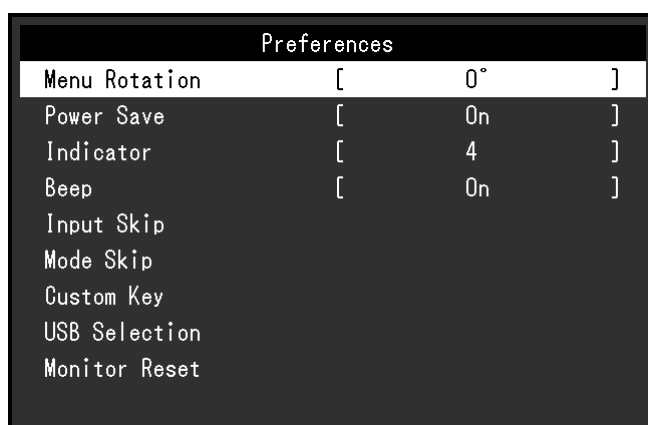 Preferences
Menu Rotation [ 0° ]
Power Save [ On ]
Indicator [ 4 ]
Beep [ On ]
Input Skip
Mode Skip
Custom Key
USB Selection
Monitor Reset